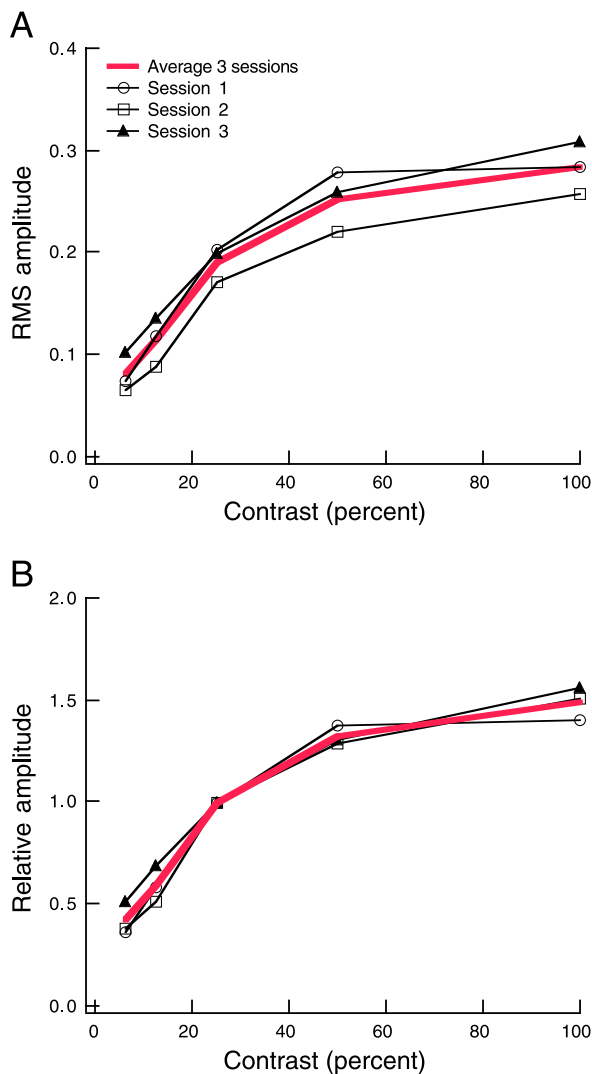 A
0.4
Average 3 sessions
Session 1
Session 2
Session 3
0.3
0.2
0.1
0.0
RMS amplitude
0 20 40 60 80 100
Contrast (percent)
B
2.0
1.5
1.0
0.5
0.0
Relative amplitude
0 20 40 60 80 100
Contrast (percent)